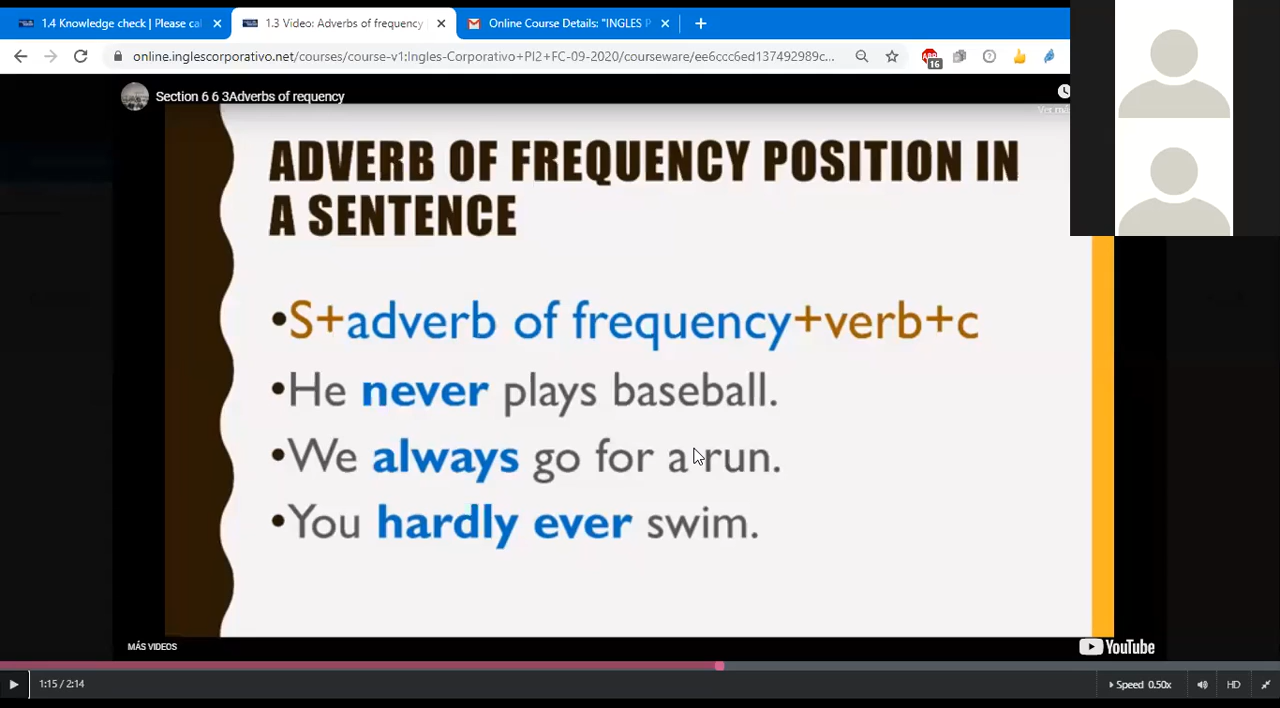 1.4 Knowledge check | Please cal
1.3 Video: Adverbs of frequency
Online Course Details: "INGLES P
online.inglescorporativo.net/courses/course-v1:Ingles-Corporativo+PI2+FC-09-2020/courseware/ee6ccc6ed137492989c...
16
Section 6 6 3Adverbs of requency
Ver má
ADVERB OF FREQUENCY POSITION IN
A SENTENCE
•S+adverb of frequency+verb+c
•He never plays baseball.
•We always go for a run.
•You hardly ever swim.
MÁS VIDEOS
YouTube
1:15 / 2:14
Speed 0.50x
HD